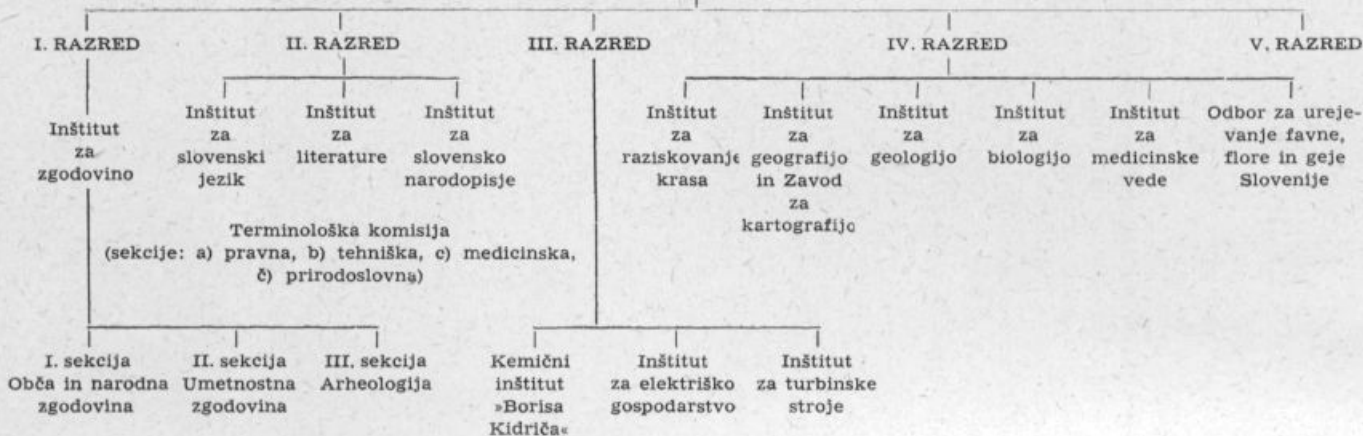 I. RAZRED
II. RAZRED
III. RAZRED
IV. RAZRED
V. RAZRED
Inštitut
za
zgodovino
Inštitut
za
slovenski
jezik
Inštitut
za
literature
Inštitut
za
slovensko
narodopisje
Terminološka komisija
(sekcije: a) pravna, b) tehniška, c) medicinska,
č) prirodoslovna)
Inštitut
za
raziskovanje
krasa
Inštitut
za
geografijo
in Zavod
za
kartografijo
Inštitut
za
geologijo
Inštitut
za
biologijo
Inštitut
za
medicinske
vede
Odbor za ureje-
vanje favne,
flore in geje
Slovenije
I. sekcija
Obča in narodna
zgodovina
II. sekcija
Umetnostna
zgodovina
III. sekcija
Arheologija
Kemični
inštitut
»Borisa
Kidriča«
Inštitut
za elektriško
gospodarstvo
Inštitut
za turbinske
stroje